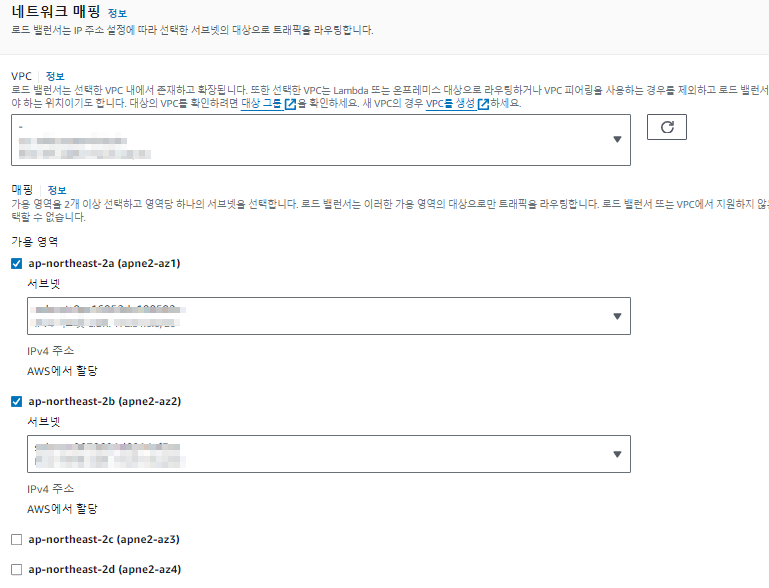 네트워크 매핑 정보
로드 밸런서는 IP 주소 설정에 따라 선택한 서브넷의 대상으로 트래픽을 라우팅합니다.
VPC 정보
로드 밸런서는 선택한 VPC 내에서 존재하고 확장됩니다. 또한 선택한 VPC는 Lambda 또는 온프레미스 대상으로 라우팅하거나 VPC 피어링을 사용하는 경우를 제외하고 로드 밸런서
야 하는 위치이기도 합니다. 대상의 VPC를 확인하려면 대상 그룹을 확인하세요. 새 VPC의 경우 VPC를 생성하세요.
-
매핑 정보
가용 영역을 2개 이상 선택하고 영역당 하나의 서브넷을 선택합니다. 로드 밸런서는 이러한 가용 영역의 대상으로만 트래픽을 라우팅합니다. 로드 밸런서 또는 VPC에서 지원하지 않
택할 수 없습니다.
가용 영역
ap-northeast-2a (apne2-az1)
서브넷
IPv4 주소
AWS에서 할당
ap-northeast-2b (apne2-az2)
서브넷
IPv4 주소
AWS에서 할당
ap-northeast-2c (apne2-az3)
ap-northeast-2d (apne2-az4)